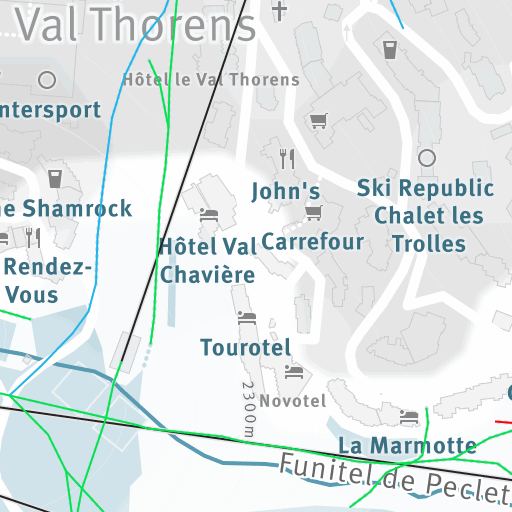 Val Thorens
Hôtel le Val Thorens
ntersport
John's
Ski Republic
Chalet les
Trolles
e Shamrock
Carrefour
Hôtel Val
Chavière
Rendez-
Vous
Tourotel
2300m
Novotel
La Marmotte
Funitel de Peclet